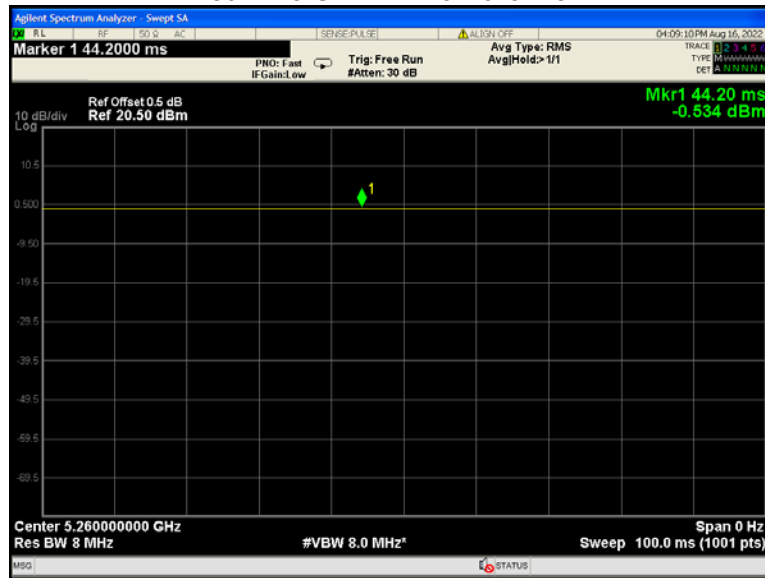 Agilent Spectrum Analyzer - Swept SA
RL RF 50 Ω AC SENSE:PULSE ALIGN OFF 04:09:10 PM Aug 16, 2022
Marker 1 44.2000 ms
PNO: Fast
IFGain:Low
Trig: Free Run
#Atten: 30 dB
Avg Type: RMS
Avg|Hold:>1/1
TRACE 1 2 3 4 5
TYPE M
DET A N N N N
Mkr1 44.20 ms
-0.534 dBm
Ref Offset 0.5 dB
10 dB/div Ref 20.50 dBm
Log
10.5
1
0.500
-9.50
-19.5
-29.5
-39.5
-49.5
-59.5
-69.5
Center 5.260000000 GHz Span 0 Hz
Res BW 8 MHz #VBW 8.0 MHz* Sweep 100.0 ms (1001 pts)
MSG STATUS